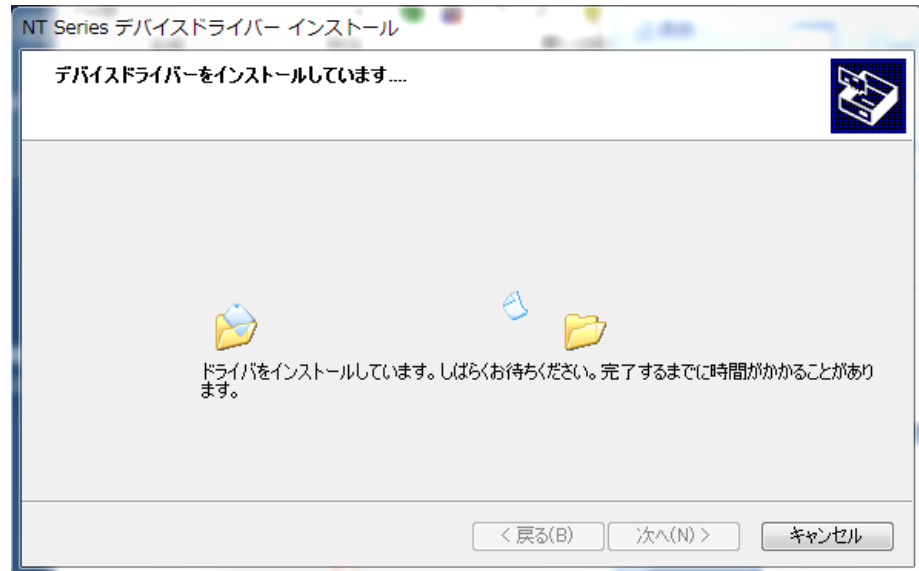 NT Series デバイスドライバー インストール
デバイスドライバーをインストールしています....
ドライバをインストールしています。しばらくお待ちください。完了するまでに時間がかかることがあり
ます。
< 戻る(B)
次へ(N) >
キャンセル